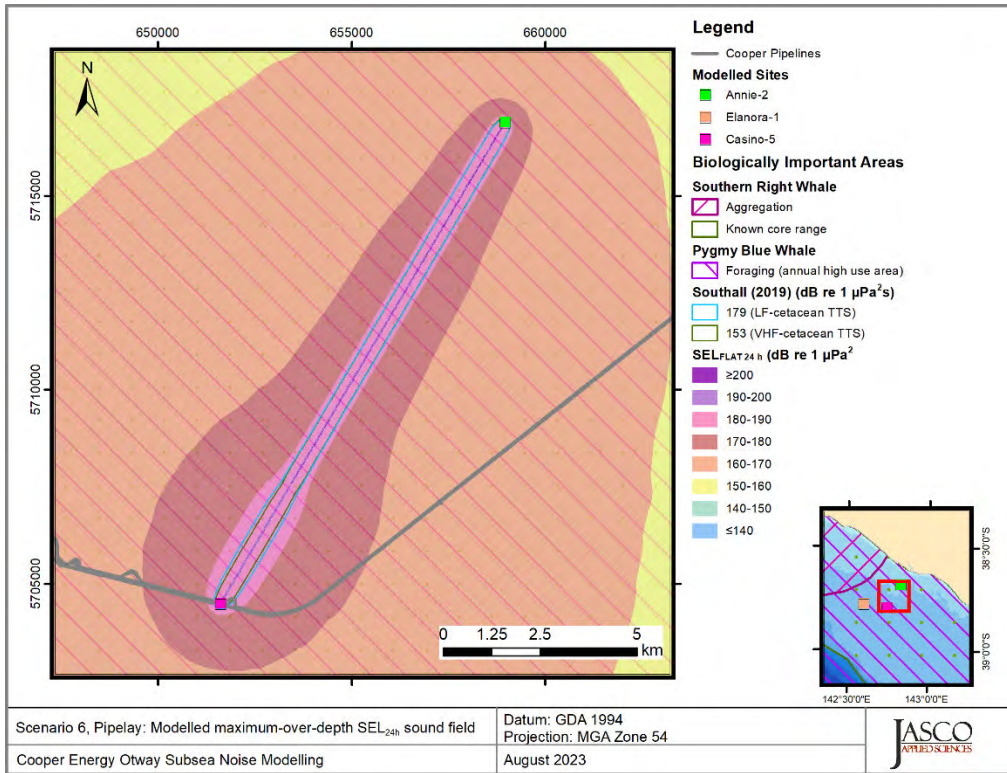 650000 655000 660000
N
5715000
5710000
5705000
0 1.25 2.5 5
km
Legend
Cooper Pipelines
Modelled Sites
Annie-2
Elanora-1
Casino-5
Biologically Important Areas
Southern Right Whale
Aggregation
Known core range
Pygmy Blue Whale
Foraging (annual high use area)
Southall (2019) (dB re 1 µPa²s)
179 (LF-cetacean TTS)
153 (VHF-cetacean TTS)
SELFLAT 24 h (dB re 1 µPa²
≥200
190-200
180-190
170-180
160-170
150-160
140-150
≤140
38°30'S
39°0'S
142°30'0"E 143°0'E
Scenario 6, Pipelay: Modelled maximum-over-depth SEL24h sound field
Datum: GDA 1994
Projection: MGA Zone 54
Cooper Energy Otway Subsea Noise Modelling
August 2023
JASCO
APPLIED SCIENCES